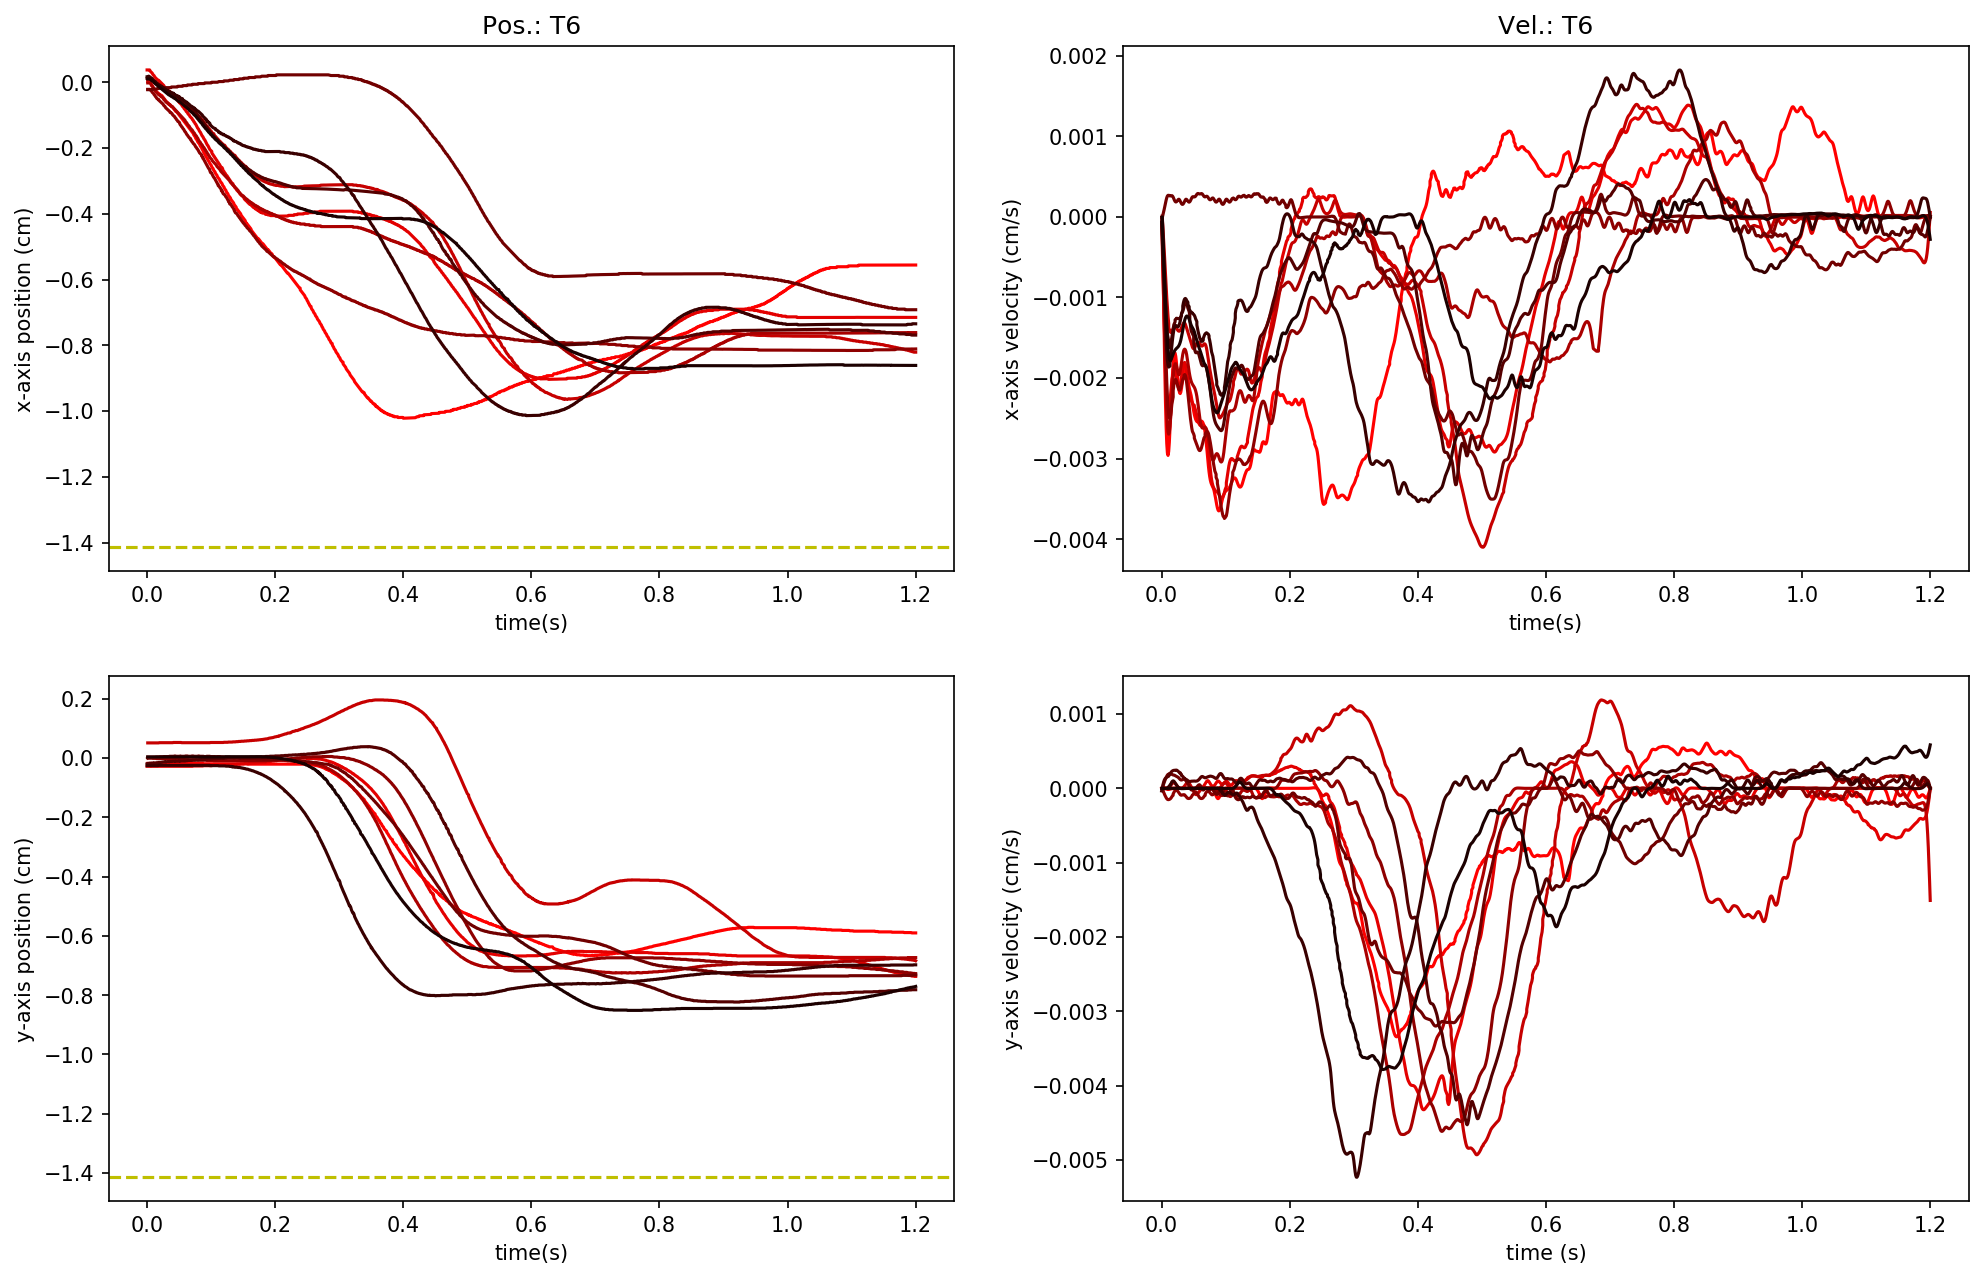 Pos.: T6
0.0
−0.2
−0.4
−0.6
−0.8
−1.0
−1.2
−1.4
x-axis position (cm)
0.0 0.2 0.4 0.6 0.8 1.0 1.2
time(s)
Vel.: T6
0.002
0.001
0.000
−0.001
−0.002
−0.003
−0.004
x-axis velocity (cm/s)
0.0 0.2 0.4 0.6 0.8 1.0 1.2
time(s)
0.2
0.0
−0.2
−0.4
−0.6
−0.8
−1.0
−1.2
−1.4
y-axis position (cm)
0.0 0.2 0.4 0.6 0.8 1.0 1.2
time(s)
0.001
0.000
−0.001
−0.002
−0.003
−0.004
−0.005
y-axis velocity (cm/s)
0.0 0.2 0.4 0.6 0.8 1.0 1.2
time (s)